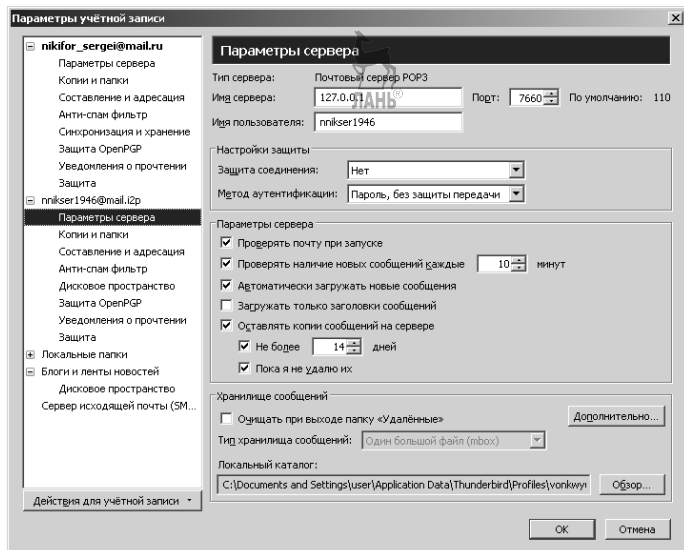 Параметры учётной записи
nikifor_sergei@mail.ru
Параметры сервера
Копии и папки
Составление и адресация
Анти-спам фильтр
Синхронизация и хранение
Защита OpenPGP
Уведомления о прочтении
Защита
nnikser1946@mail.i2p
Параметры сервера
Копии и папки
Составление и адресация
Анти-спам фильтр
Дисковое пространство
Защита OpenPGP
Уведомления о прочтении
Защита
Локальные папки
Блоги и ленты новостей
Дисковое пространство
Сервер исходящей почты (SM...
Действия для учётной записи
Параметры сервера
Тип сервера: Почтовый сервер POP3
Имя сервера: 127.0.0.1 Порт: 7660 По умолчанию: 110
ЛАНЬ®
Имя пользователя: nnikser1946
Настройки защиты
Защита соединения: Нет
Метод аутентификации: Пароль, без защиты передачи
Параметры сервера
Проверять почту при запуске
Проверять наличие новых сообщений каждые 10 минут
Автоматически загружать новые сообщения
Загружать только заголовки сообщений
Оставлять копии сообщений на сервере
Не более 14 дней
Пока я не удалю их
Хранилище сообщений
Очищать при выходе папку «Удалённые» Дополнительно...
Тип хранилища сообщений: Один большой файл (mbox)
Локальный каталог:
C:\Documents and Settings\user\Application Data\Thunderbird\Profiles\vonkwy Обзор...
OK Отмена